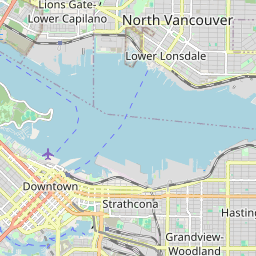 Lions Gate/
Lower Capilano
North Vancouver
Lower Lonsdale
Downtown
Strathcona
Hasting
Grandview-
Woodland